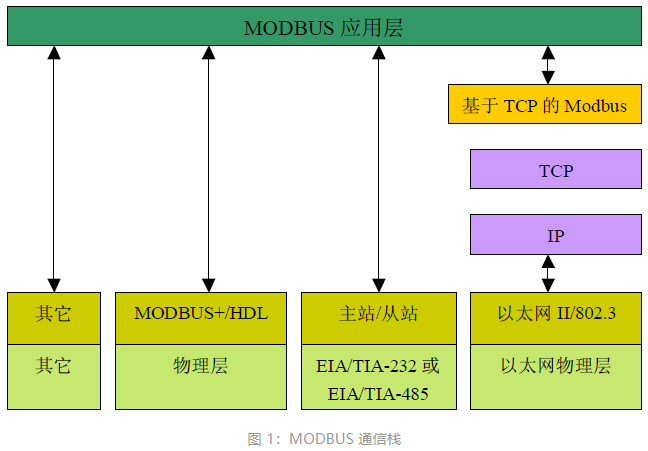 MODBUS 应用层
基于 TCP 的 Modbus
TCP
IP
其它
MODBUS+/HDL
主站/从站
以太网 II/802.3
其它
物理层
EIA/TIA-232 或
EIA/TIA-485
以太网物理层
图 1：MODBUS 通信栈